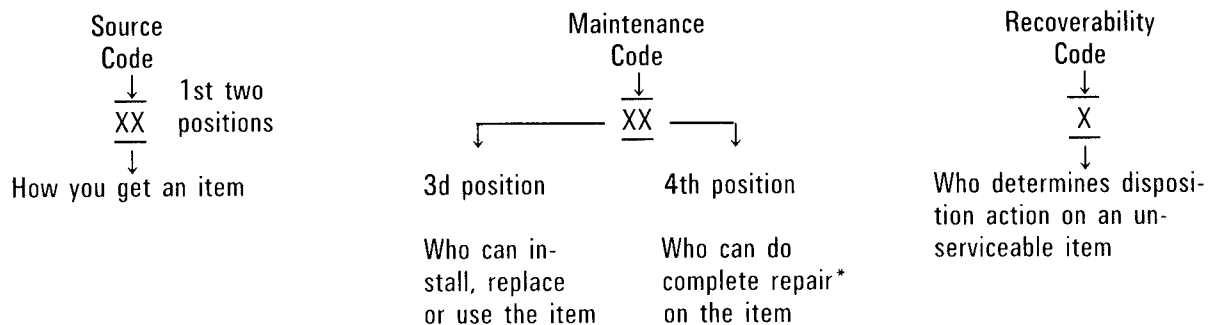 Source
Code
1st two
XX positions
How you get an item
Maintenance
Code
XX
3d position
Who can in-
stall, replace
or use the item
4th position
Who can do
complete repair*
on the item
Recoverability
Code
X
Who determines disposi-
tion action on an un-
serviceable item